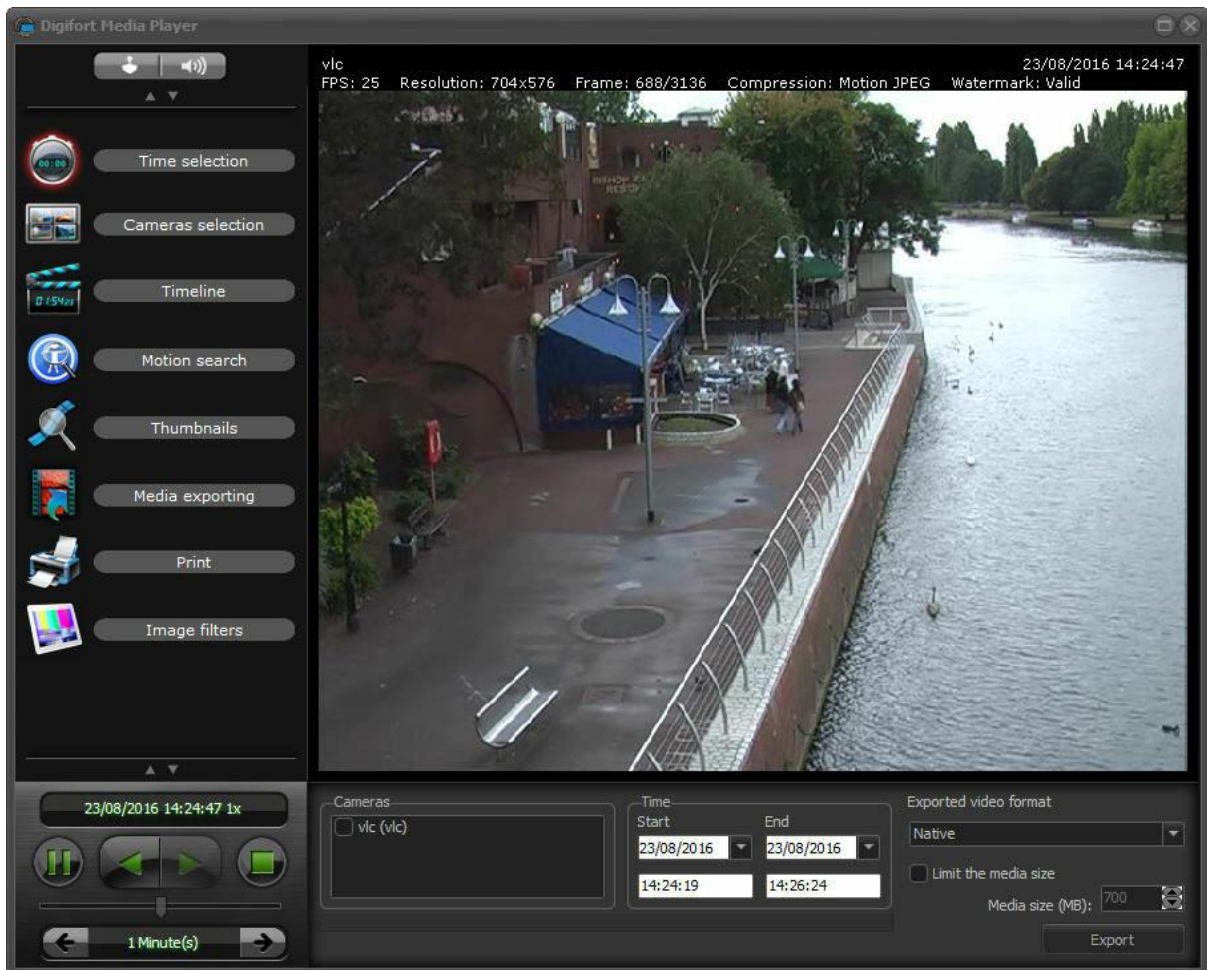 Digifort Media Player
vlc
23/08/2016 14:24:47
FPS: 25 Resolution: 704x576 Frame: 688/3136 Compression: Motion JPEG Watermark: Valid
00:00
Time selection
Cameras selection
Timeline
Motion search
Thumbnails
Media exporting
Print
Image filters
23/08/2016 14:24:47 1x
1 Minute(s)
Cameras
vlc (vlc)
Time
Start
End
23/08/2016
23/08/2016
14:24:19
14:26:24
Exported video format
Native
Limit the media size
Media size (MB): 700
Export